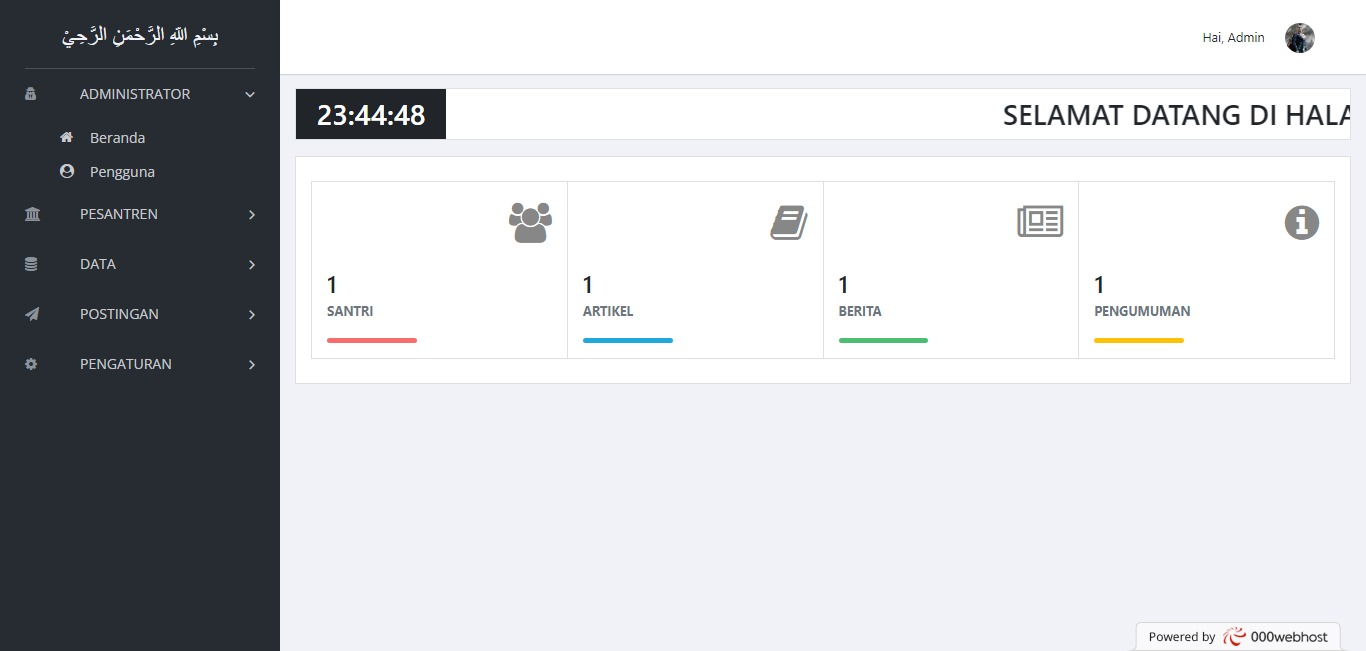 بِسْمِ اللّهِ الرَّحْمَنِ الرَّحِيْ
Hai, Admin
ADMINISTRATOR
Beranda
Pengguna
PESANTREN
DATA
POSTINGAN
PENGATURAN
23:44:48
SELAMAT DATANG DI HALA
1
SANTRI
1
ARTIKEL
1
BERITA
1
PENGUMUMAN
Powered by 000webhost